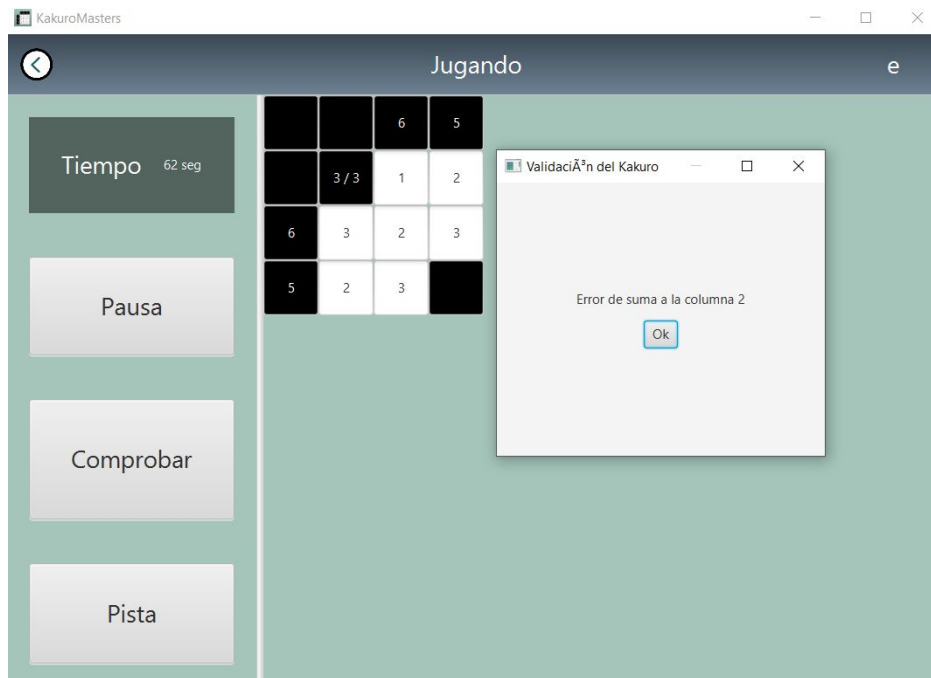 KakuroMasters
Jugando
e
Tiempo 62 seg
Pausa
Comprobar
Pista
6 5
3 / 3 1 2
6 3 2 3
5 2 3
ValidaciÃ³n del Kakuro
Error de suma a la columna 2
Ok